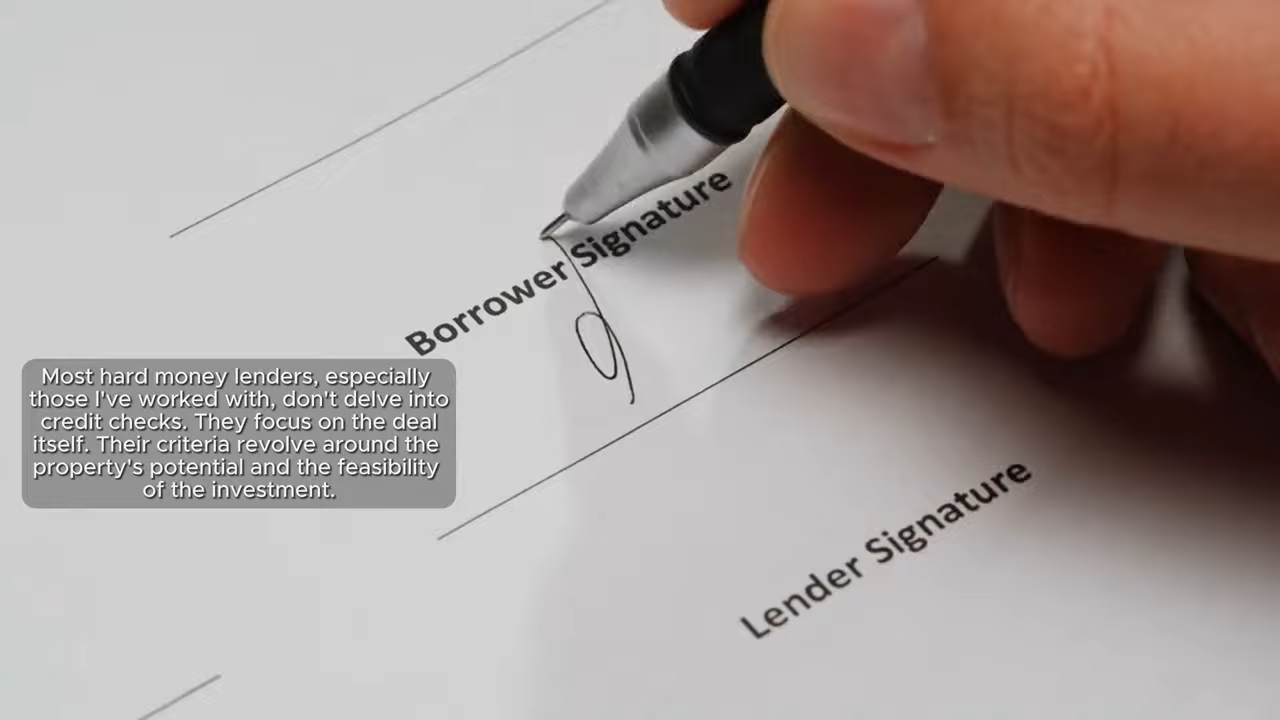 Borrower Signature
Most hard money lenders, especially
those I've worked with, don't delve into
credit checks. They focus on the deal
itself. Their criteria revolve around the
property's potential and the feasibility
of the investment.
Lender Signature